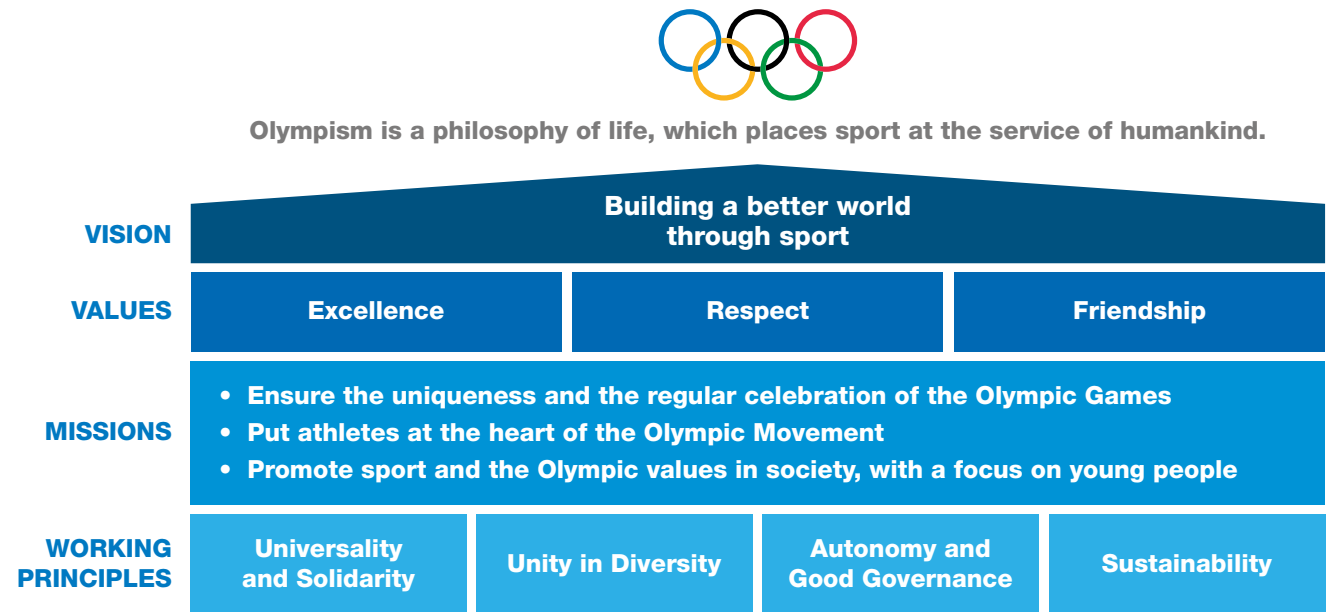 Olympism is a philosophy of life, which places sport at the service of humankind.
VISION
Building a better world
through sport
VALUES
Excellence
Respect
Friendship
MISSIONS
• Ensure the uniqueness and the regular celebration of the Olympic Games
• Put athletes at the heart of the Olympic Movement
• Promote sport and the Olympic values in society, with a focus on young people
WORKING
PRINCIPLES
Universality
and Solidarity
Unity in Diversity
Autonomy and
Good Governance
Sustainability